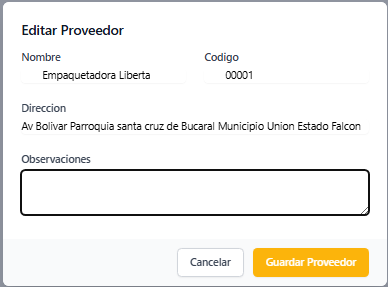 Editar Proveedor
Nombre Codigo
Empaquetadora Liberta 00001
Direccion
Av Bolivar Parroquia santa cruz de Bucaral Municipio Union Estado Falcon
Observaciones
Cancelar Guardar Proveedor